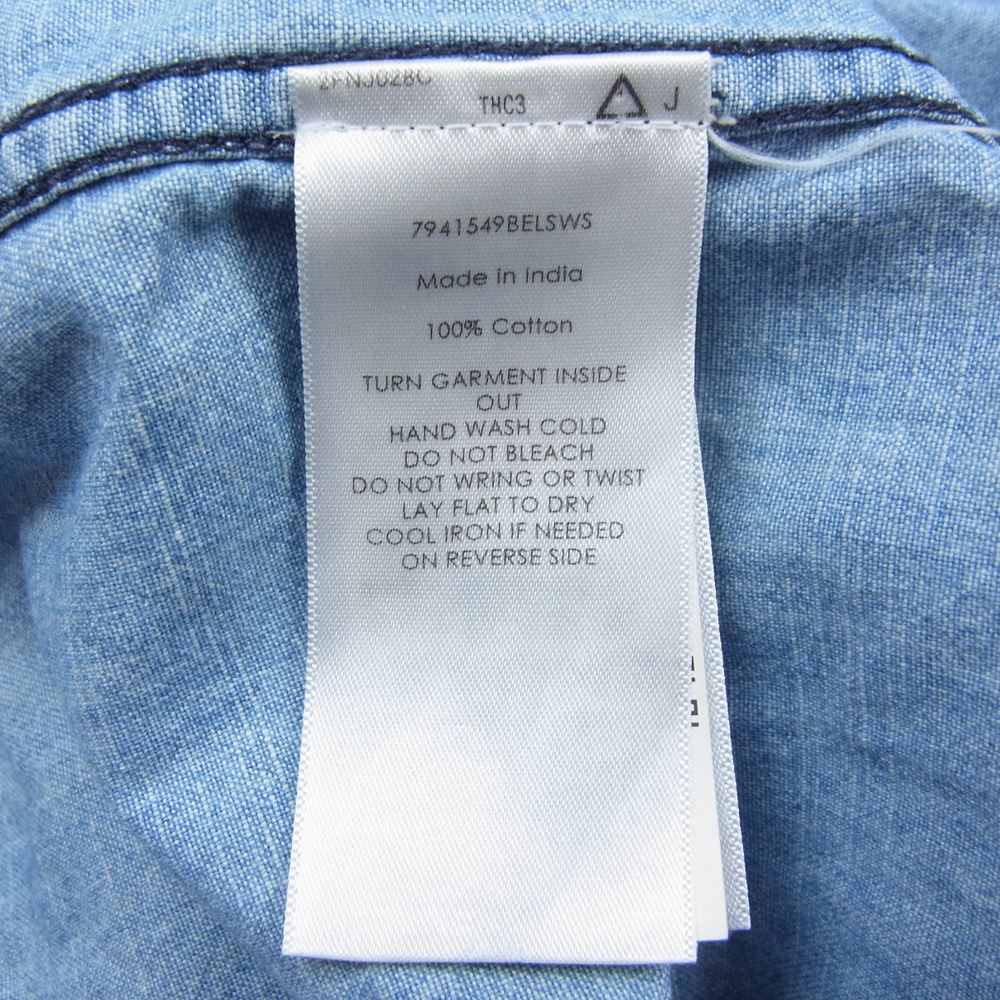 2FNJ028C
THC3
J
7941549BELSWS
Made in India
100% Cotton
TURN GARMENT INSIDE
OUT
HAND WASH COLD
DO NOT BLEACH
DO NOT WRING OR TWIST
LAY FLAT TO DRY
COOL IRON IF NEEDED
ON REVERSE SIDE